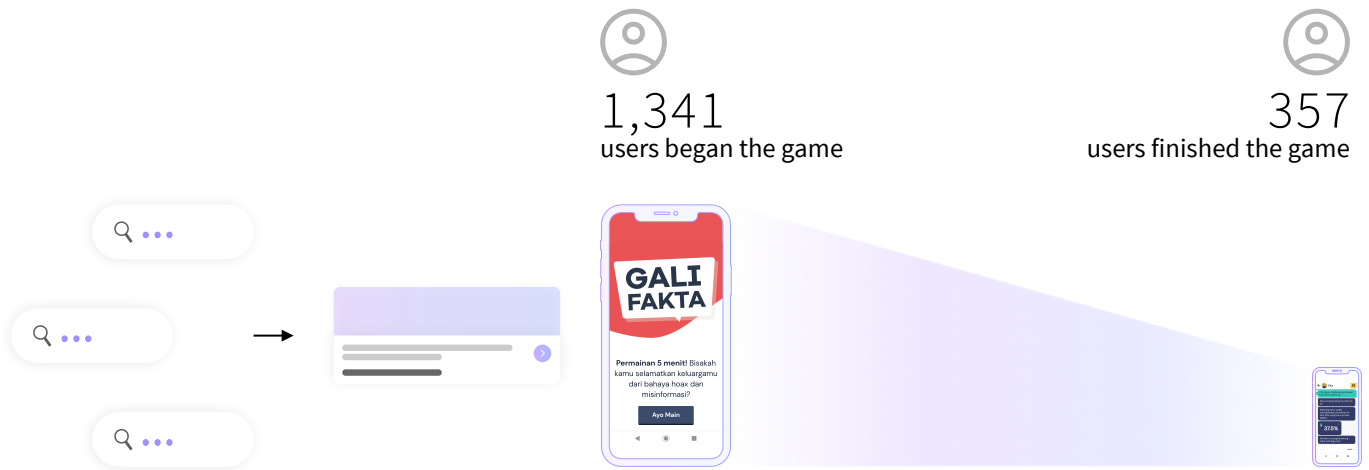 1,341
users began the game
357
users finished the game
GALI
FAKTA
Permainan 5 menit! Bisakah
kamu selamatkan keluargamu
dari bahaya hoax dan
misinformasi?
Ayo Main
37.5%